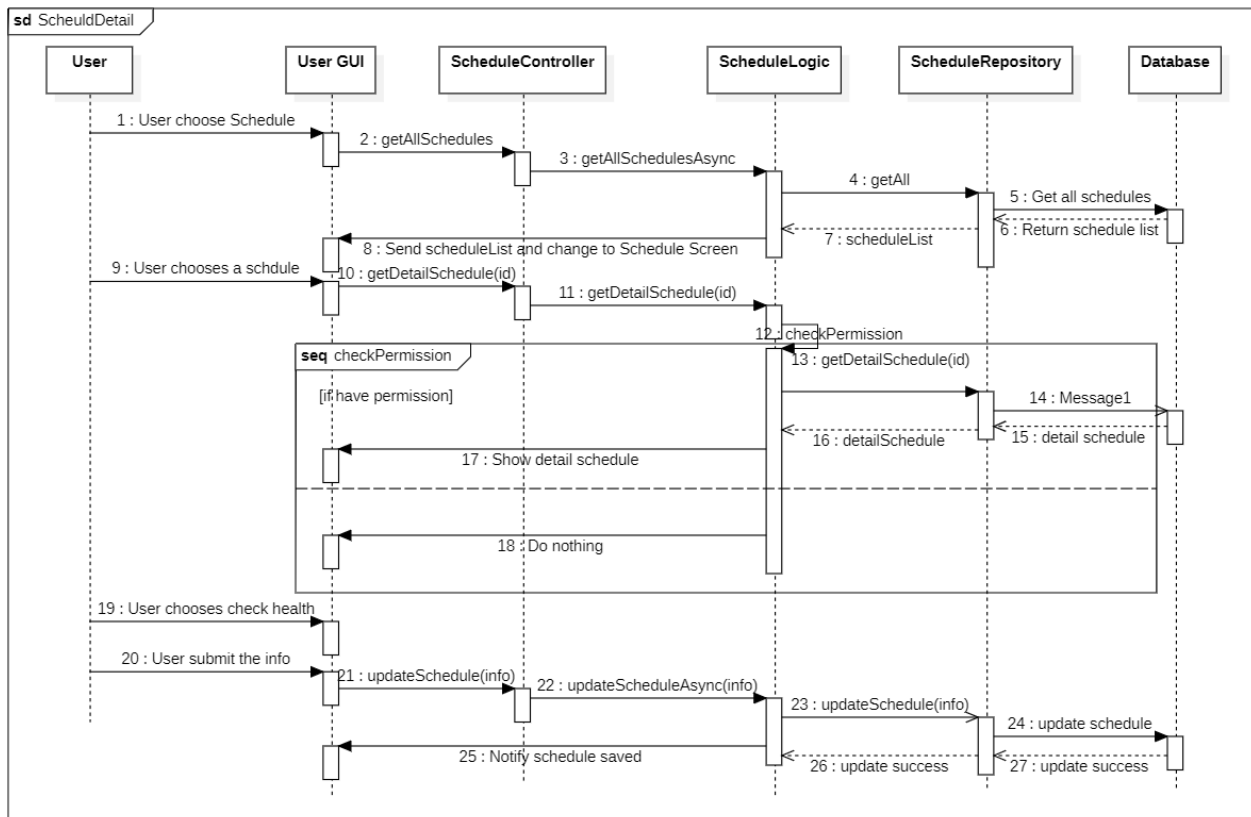 sd ScheuldDetail
User
User GUI
ScheduleController
ScheduleLogic
ScheduleRepository
Database
1 : User choose Schedule
2 : getAllSchedules
3 : getAllSchedulesAsync
4 : getAll
5 : Get all schedules
6 : Return schedule list
7 : scheduleList
8 : Send scheduleList and change to Schedule Screen
9 : User chooses a schdule
10 : getDetailSchedule(id)
11 : getDetailSchedule(id)
12 : checkPermission
seq checkPermission
13 : getDetailSchedule(id)
[if have permission]
14 : Message1
15 : detail schedule
16 : detailSchedule
17 : Show detail schedule
18 : Do nothing
19 : User chooses check health
20 : User submit the info
21 : updateSchedule(info)
22 : updateScheduleAsync(info)
23 : updateSchedule(info)
24 : update schedule
25 : Notify schedule saved
26 : update success
27 : update success